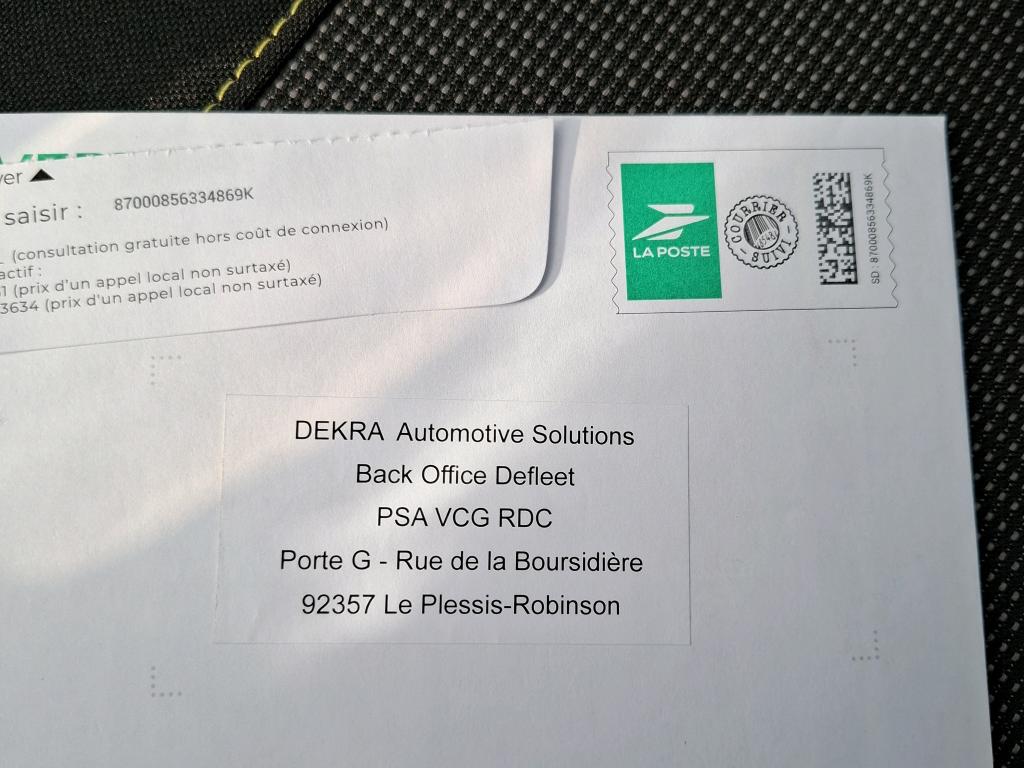 ver ▲
saisir : 87000856334869K
(consultation gratuite hors coût de connexion)
actif :
1 (prix d'un appel local non surtaxé)
3634 (prix d'un appel local non surtaxé)
LA POSTE
COURRIER
SUIVI
SD : 87000856334869K
DEKRA Automotive Solutions
Back Office Defleet
PSA VCG RDC
Porte G - Rue de la Boursidière
92357 Le Plessis-Robinson